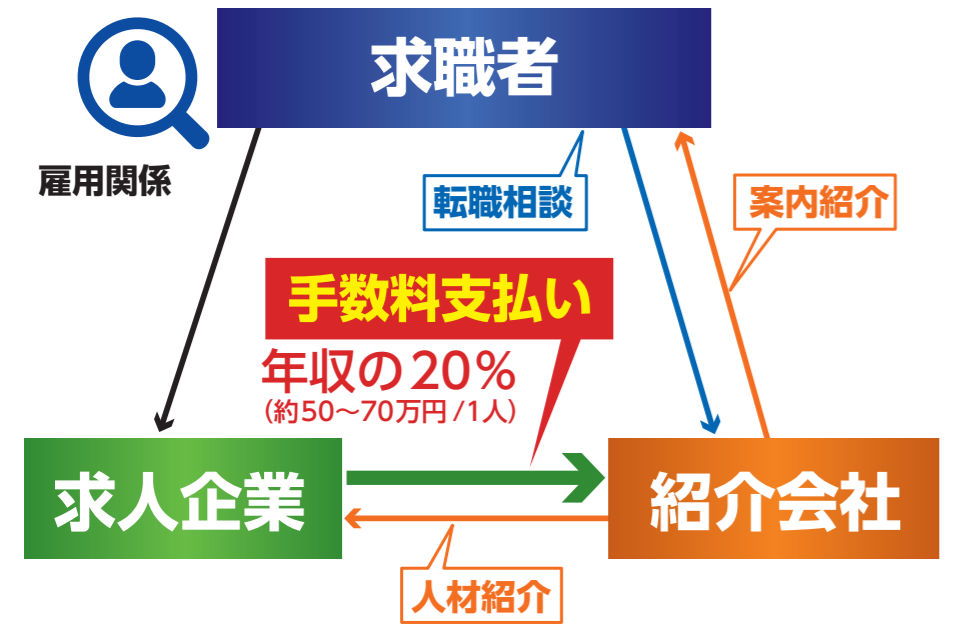 求職者
雇用関係
転職相談
案内紹介
手数料支払い
年収の20%
(約50〜70万円/1人)
求人企業
紹介会社
人材紹介